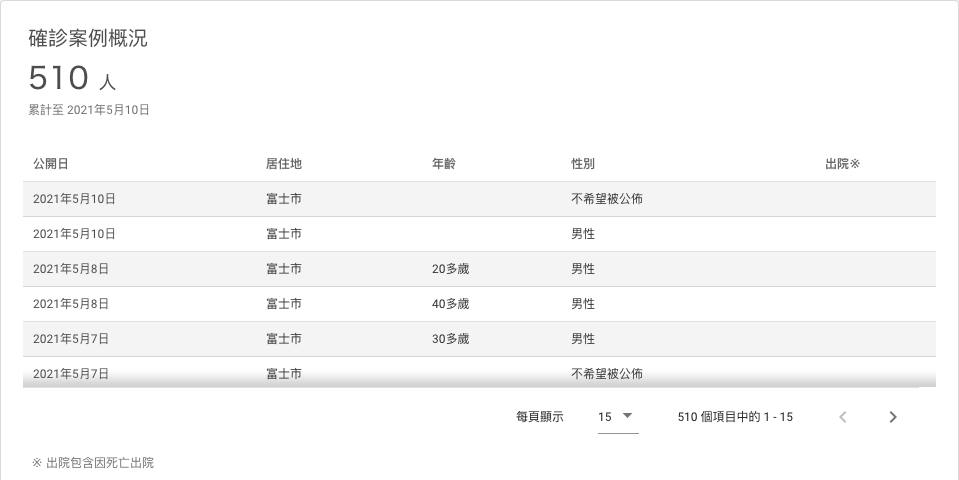 確診案例概況
510 人
累計至 2021年5月10日
公開日 居住地 年齡 性別 出院※
2021年5月10日 富士市 不希望被公佈
2021年5月10日 富士市 男性
2021年5月8日 富士市 20多歲 男性
2021年5月8日 富士市 40多歲 男性
2021年5月7日 富士市 30多歲 男性
2021年5月7日 富士市 不希望被公佈
每頁顯示 15 510 個項目中的 1 - 15
※ 出院包含因死亡出院